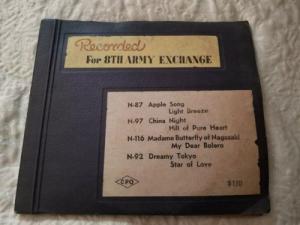 Recorded
For 8TH ARMY EXCHANGE
N-87 Apple Song
Light Breeze
N-97 China Night
Hill of Pure Heart
N-116 Madame Butterfly of Nagasaki
My Dear Bolero
N-92 Dreamy Tokyo
Star of Love
CPO